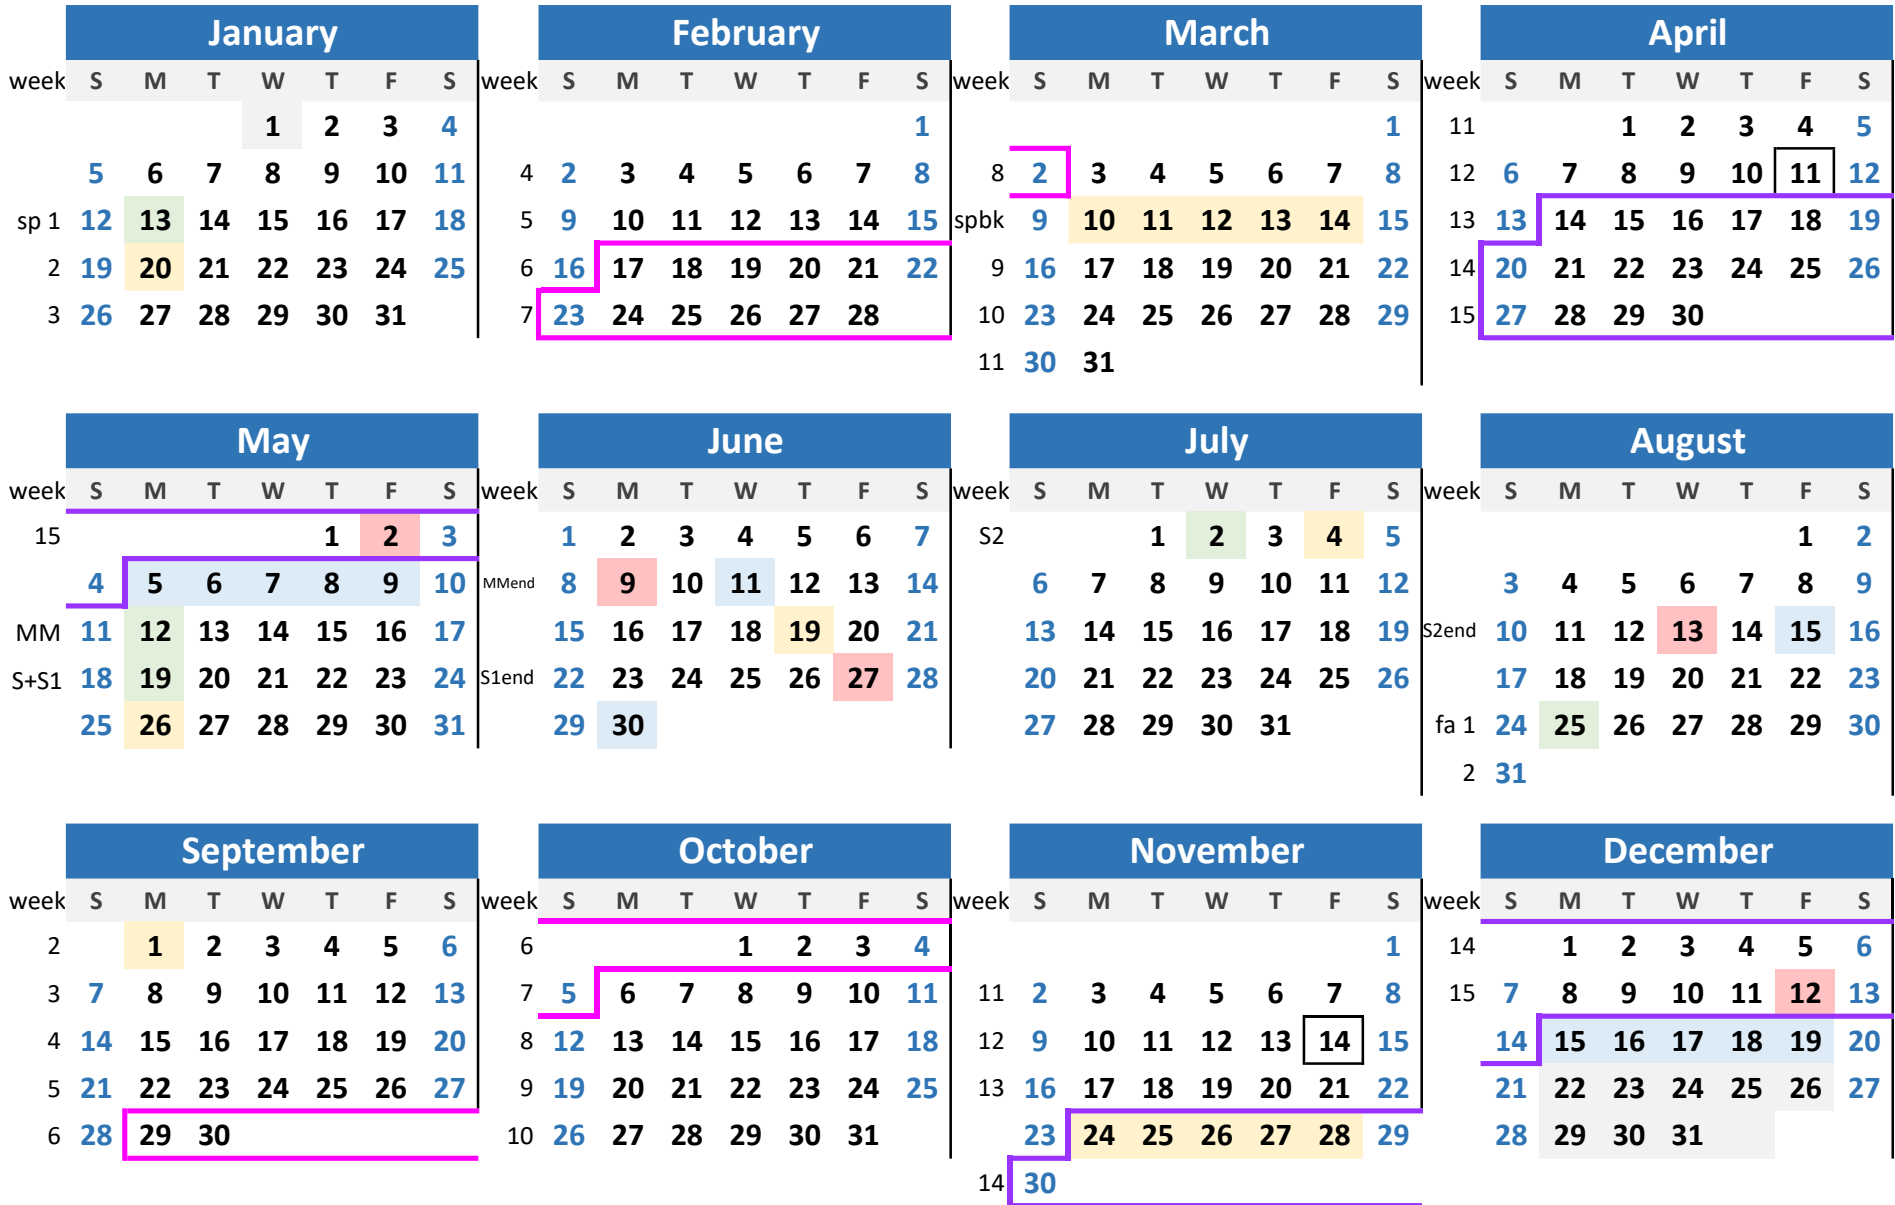 January February March April
week S M T W T F S week S M T W T F S week S M T W T F S week S M T W T F S
1 2 3 4 1 1 11 1 2 3 4 5
5 6 7 8 9 10 11 4 2 3 4 5 6 7 8 8 2 3 4 5 6 7 8 12 6 7 8 9 10 11 12
sp 1 12 13 14 15 16 17 18 5 9 10 11 12 13 14 15 spbk 9 10 11 12 13 14 15 13 13 14 15 16 17 18 19
2 19 20 21 22 23 24 25 6 16 17 18 19 20 21 22 9 16 17 18 19 20 21 22 14 20 21 22 23 24 25 26
3 26 27 28 29 30 31 7 23 24 25 26 27 28 10 23 24 25 26 27 28 29 15 27 28 29 30
11 30 31
May June July August
week S M T W T F S week S M T W T F S week S M T W T F S week S M T W T F S
15 1 2 3 1 2 3 4 5 6 7 S2 1 2 3 4 5 1 2
4 5 6 7 8 9 10 MMend 8 9 10 11 12 13 14 6 7 8 9 10 11 12 3 4 5 6 7 8 9
MM 11 12 13 14 15 16 17 15 16 17 18 19 20 21 13 14 15 16 17 18 19 S2end 10 11 12 13 14 15 16
S+S1 18 19 20 21 22 23 24 S1end 22 23 24 25 26 27 28 20 21 22 23 24 25 26 17 18 19 20 21 22 23
25 26 27 28 29 30 31 29 30 27 28 29 30 31 fa 1 24 25 26 27 28 29 30
2 31
September October November December
week S M T W T F S week S M T W T F S week S M T W T F S week S M T W T F S
2 1 2 3 4 5 6 6 1 2 3 4 1 14 1 2 3 4 5 6
3 7 8 9 10 11 12 13 7 5 6 7 8 9 10 11 11 2 3 4 5 6 7 8 15 7 8 9 10 11 12 13
4 14 15 16 17 18 19 20 8 12 13 14 15 16 17 18 12 9 10 11 12 13 14 15 14 15 16 17 18 19 20
5 21 22 23 24 25 26 27 9 19 20 21 22 23 24 25 13 16 17 18 19 20 21 22 21 22 23 24 25 26 27
6 28 29 30 10 26 27 28 29 30 31 23 24 25 26 27 28 29 28 29 30 31
14 30